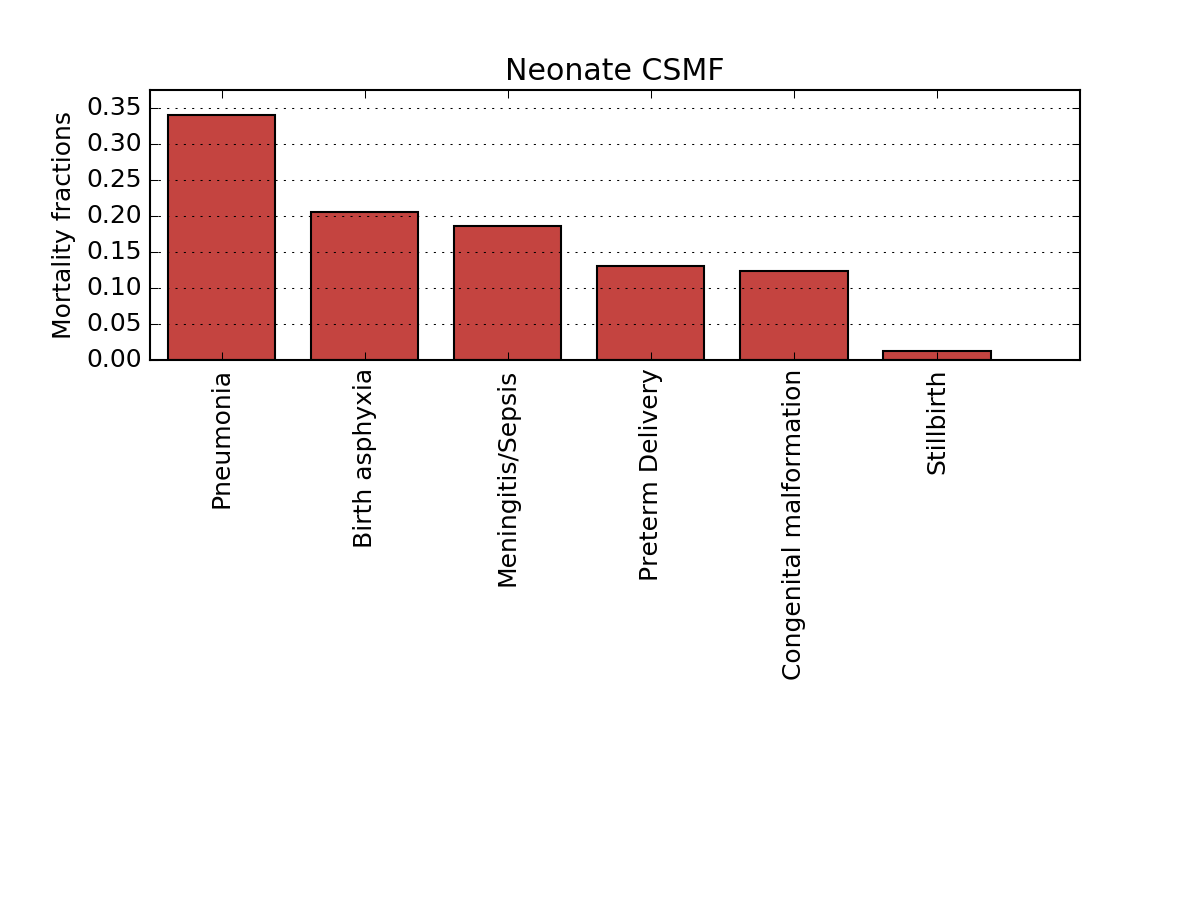 Neonate CSMF
Mortality fractions
0.35
0.30
0.25
0.20
0.15
0.10
0.05
0.00
Pneumonia
Birth asphyxia
Meningitis/Sepsis
Preterm Delivery
Congenital malformation
Stillbirth